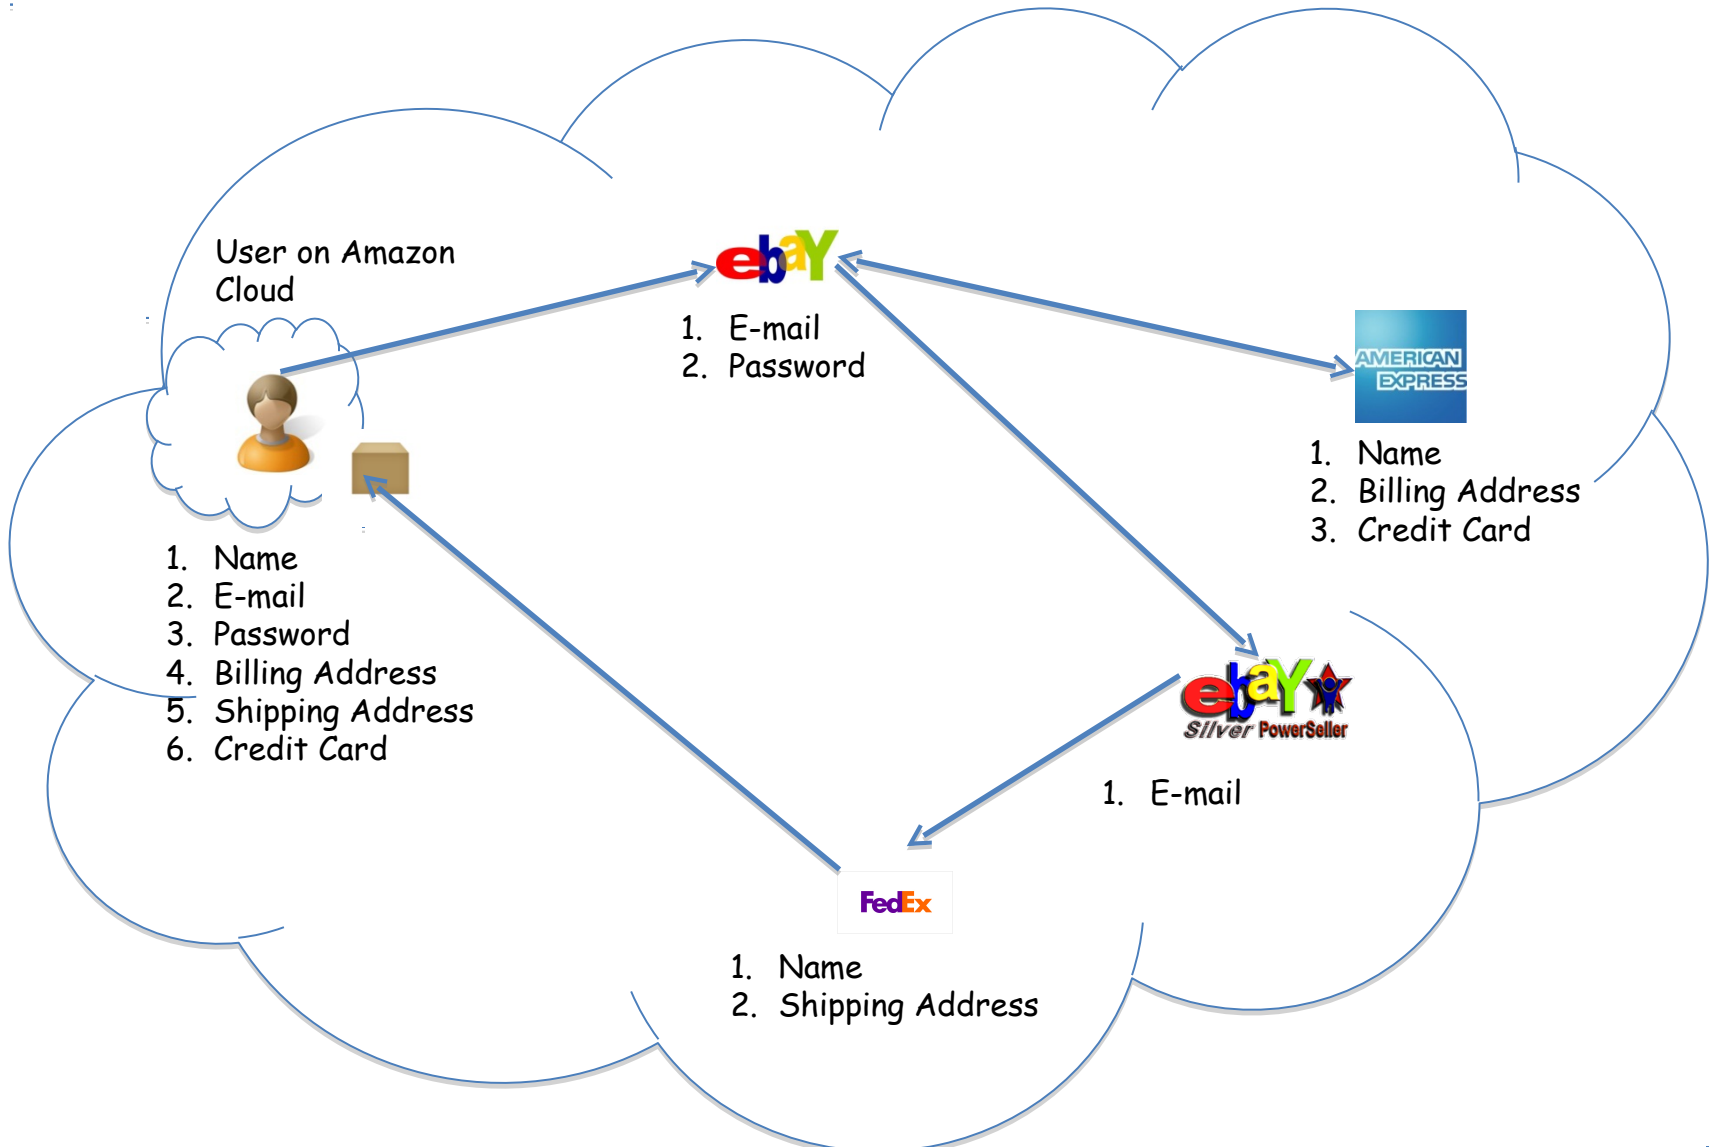 User on Amazon
Cloud
ebaY
1. E-mail
2. Password
AMERICAN
EXPRESS
1. Name
2. Billing Address
3. Credit Card
1. Name
2. E-mail
3. Password
4. Billing Address
5. Shipping Address
6. Credit Card
ebaY
Silver PowerSeller
1. E-mail
FedEx
1. Name
2. Shipping Address